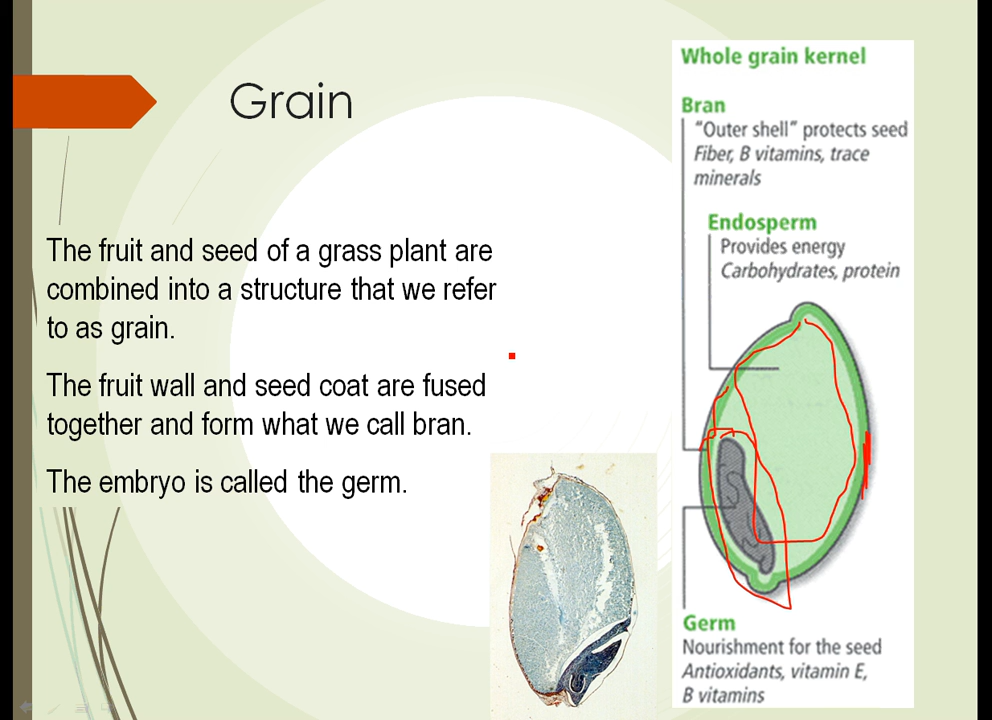 Grain
The fruit and seed of a grass plant are
combined into a structure that we refer
to as grain.
The fruit wall and seed coat are fused
together and form what we call bran.
The embryo is called the germ.
Whole grain kernel
Bran
“Outer shell” protects seed
Fiber, B vitamins, trace
minerals
Endosperm
Provides energy
Carbohydrates, protein
Germ
Nourishment for the seed
Antioxidants, vitamin E,
B vitamins